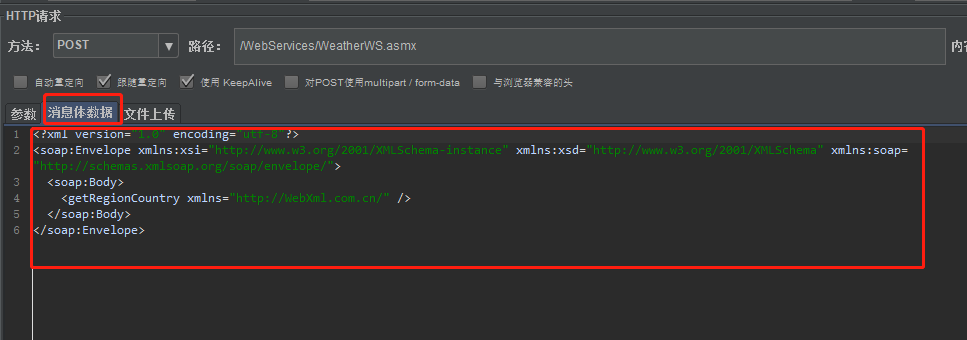 HTTP请求
方法： POST 路径： /WebServices/WeatherWS.asmx 内容
自动重定向 跟随重定向 使用 KeepAlive 对POST使用multipart / form-data 与浏览器兼容的头
参数 消息体数据 文件上传
1 <?xml version="1.0" encoding="utf-8"?>
2 <soap:Envelope xmlns:xsi="http://www.w3.org/2001/XMLSchema-instance" xmlns:xsd="http://www.w3.org/2001/XMLSchema" xmlns:soap=
"http://schemas.xmlsoap.org/soap/envelope/">
3 <soap:Body>
4 <getRegionCountry xmlns="http://WebXml.com.cn/" />
5 </soap:Body>
6 </soap:Envelope>